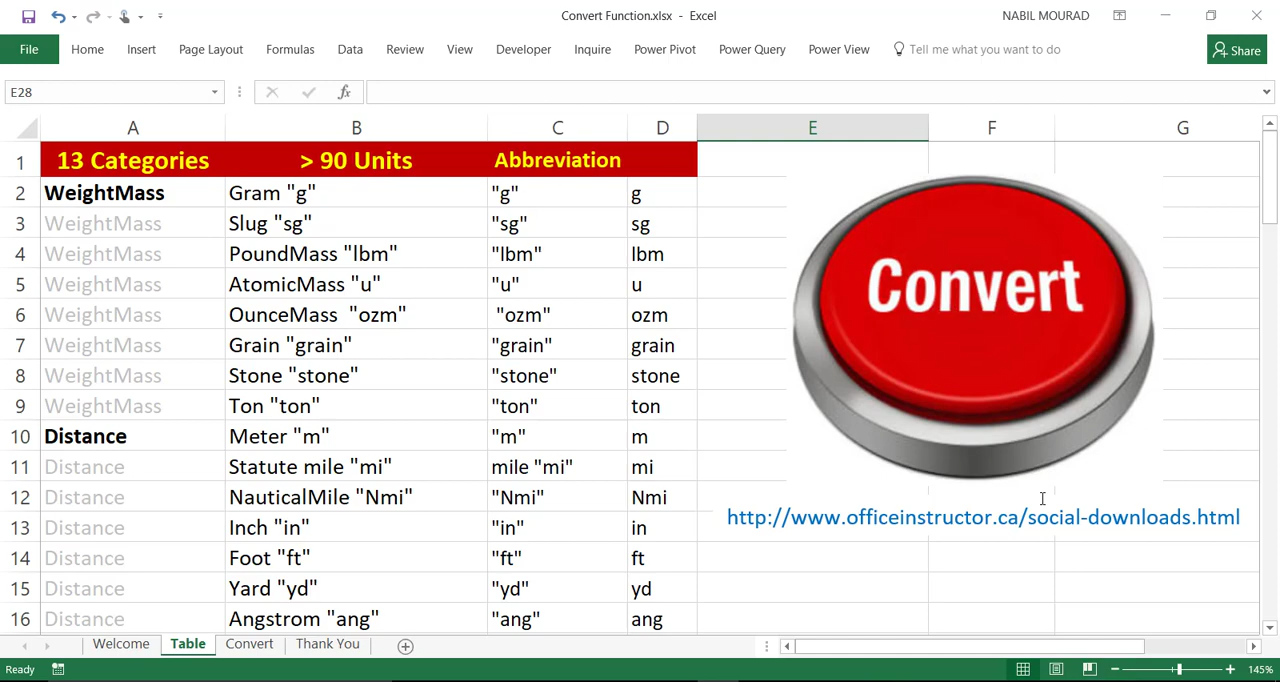 Convert Function.xlsx - Excel
NABIL MOURAD
File Home Insert Page Layout Formulas Data Review View Developer Inquire Power Pivot Power Query Power View Tell me what you want to do Share
E28 fx
A B C D E F G
1 13 Categories > 90 Units Abbreviation
2 WeightMass Gram "g" "g" g
3 WeightMass Slug "sg" "sg" sg
4 WeightMass PoundMass "lbm" "lbm" lbm
5 WeightMass AtomicMass "u" "u" u
6 WeightMass OunceMass "ozm" "ozm" ozm
7 WeightMass Grain "grain" "grain" grain
8 WeightMass Stone "stone" "stone" stone
9 WeightMass Ton "ton" "ton" ton
10 Distance Meter "m" "m" m
11 Distance Statute mile "mi" mile "mi" mi
12 Distance NauticalMile "Nmi" "Nmi" Nmi
13 Distance Inch "in" "in" in
14 Distance Foot "ft" "ft" ft
15 Distance Yard "yd" "yd" yd
16 Distance Angstrom "ang" "ang" ang
Convert
http://www.officeinstructor.ca/social-downloads.html
Welcome Table Convert Thank You
Ready 145%